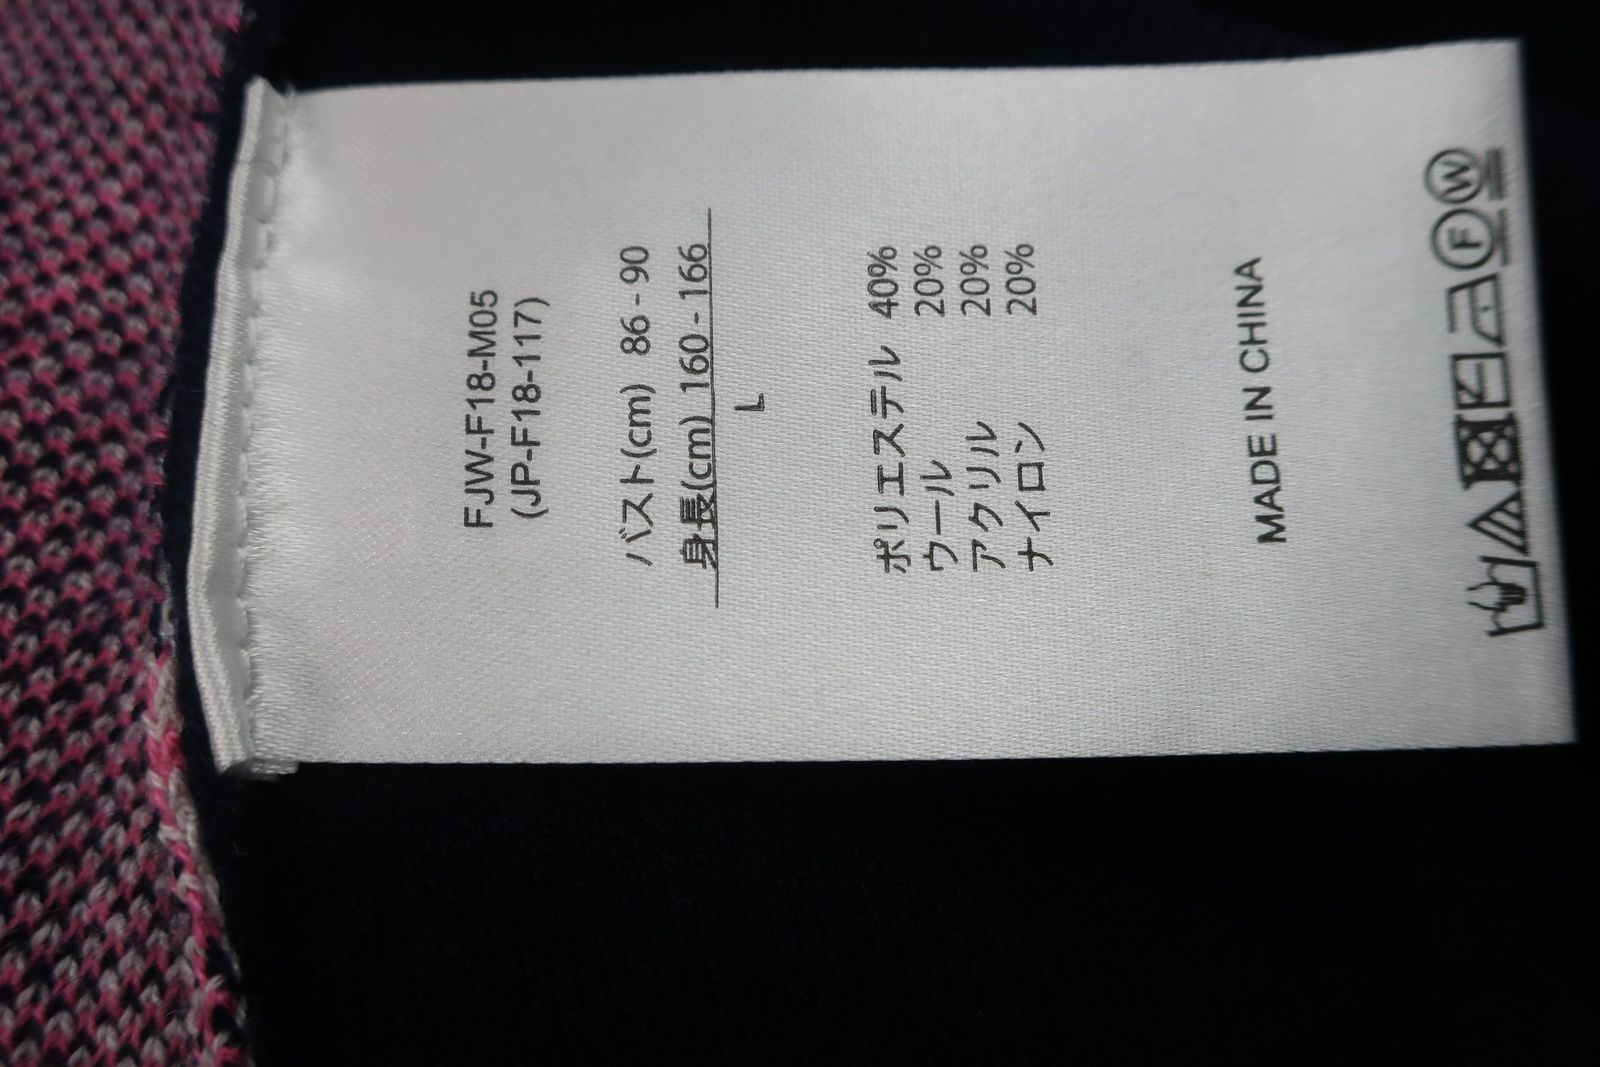 FJW-F18-M05
(JP-F18-117)
バスト(cm) 86 - 90
身長(cm) 160 - 166
L
ポリエステル 40%
ウール 20%
アクリル 20%
ナイロン 20%
MADE IN CHINA
F W